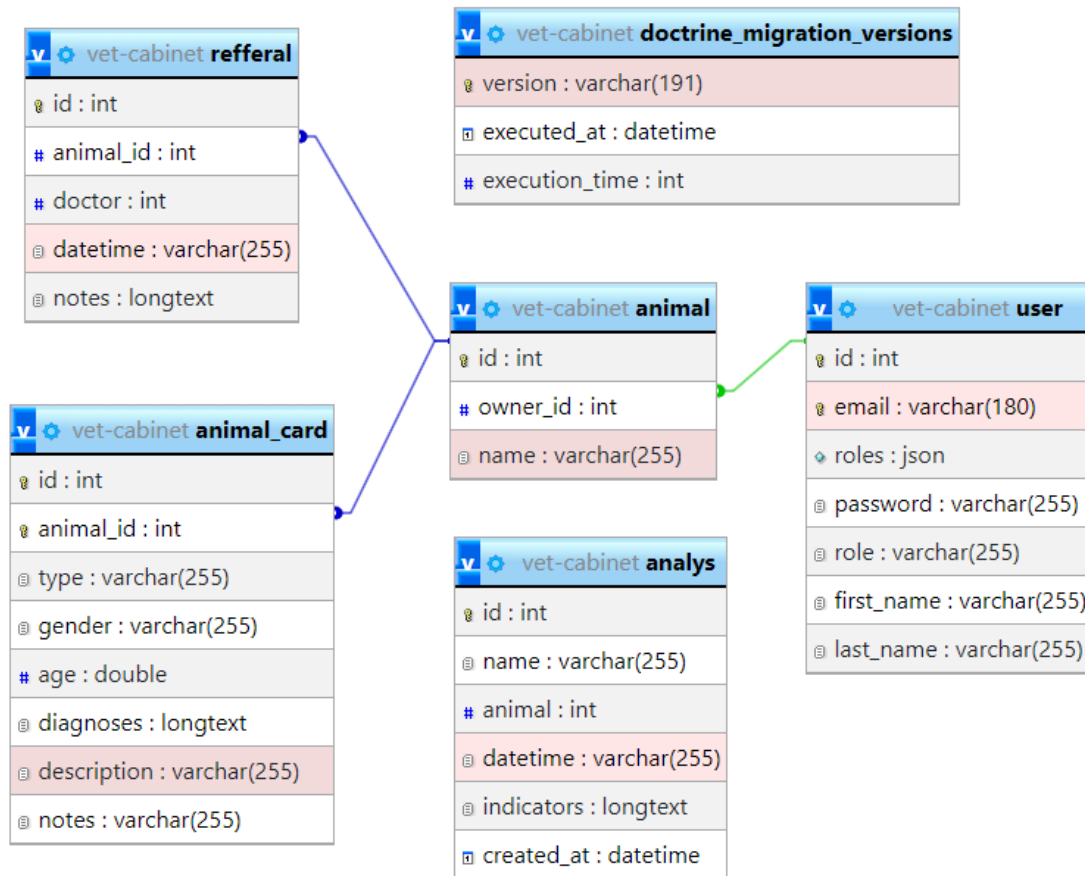 v vet-cabinet refferal
id : int
# animal_id : int
# doctor : int
datetime : varchar(255)
notes : longtext
v vet-cabinet doctrine_migration_versions
version : varchar(191)
executed_at : datetime
# execution_time : int
v vet-cabinet animal
id : int
# owner_id : int
name : varchar(255)
v vet-cabinet user
id : int
email : varchar(180)
roles : json
password : varchar(255)
role : varchar(255)
first_name : varchar(255)
last_name : varchar(255)
v vet-cabinet animal_card
id : int
animal_id : int
type : varchar(255)
gender : varchar(255)
# age : double
diagnoses : longtext
description : varchar(255)
notes : varchar(255)
v vet-cabinet analys
id : int
name : varchar(255)
# animal : int
datetime : varchar(255)
indicators : longtext
created_at : datetime